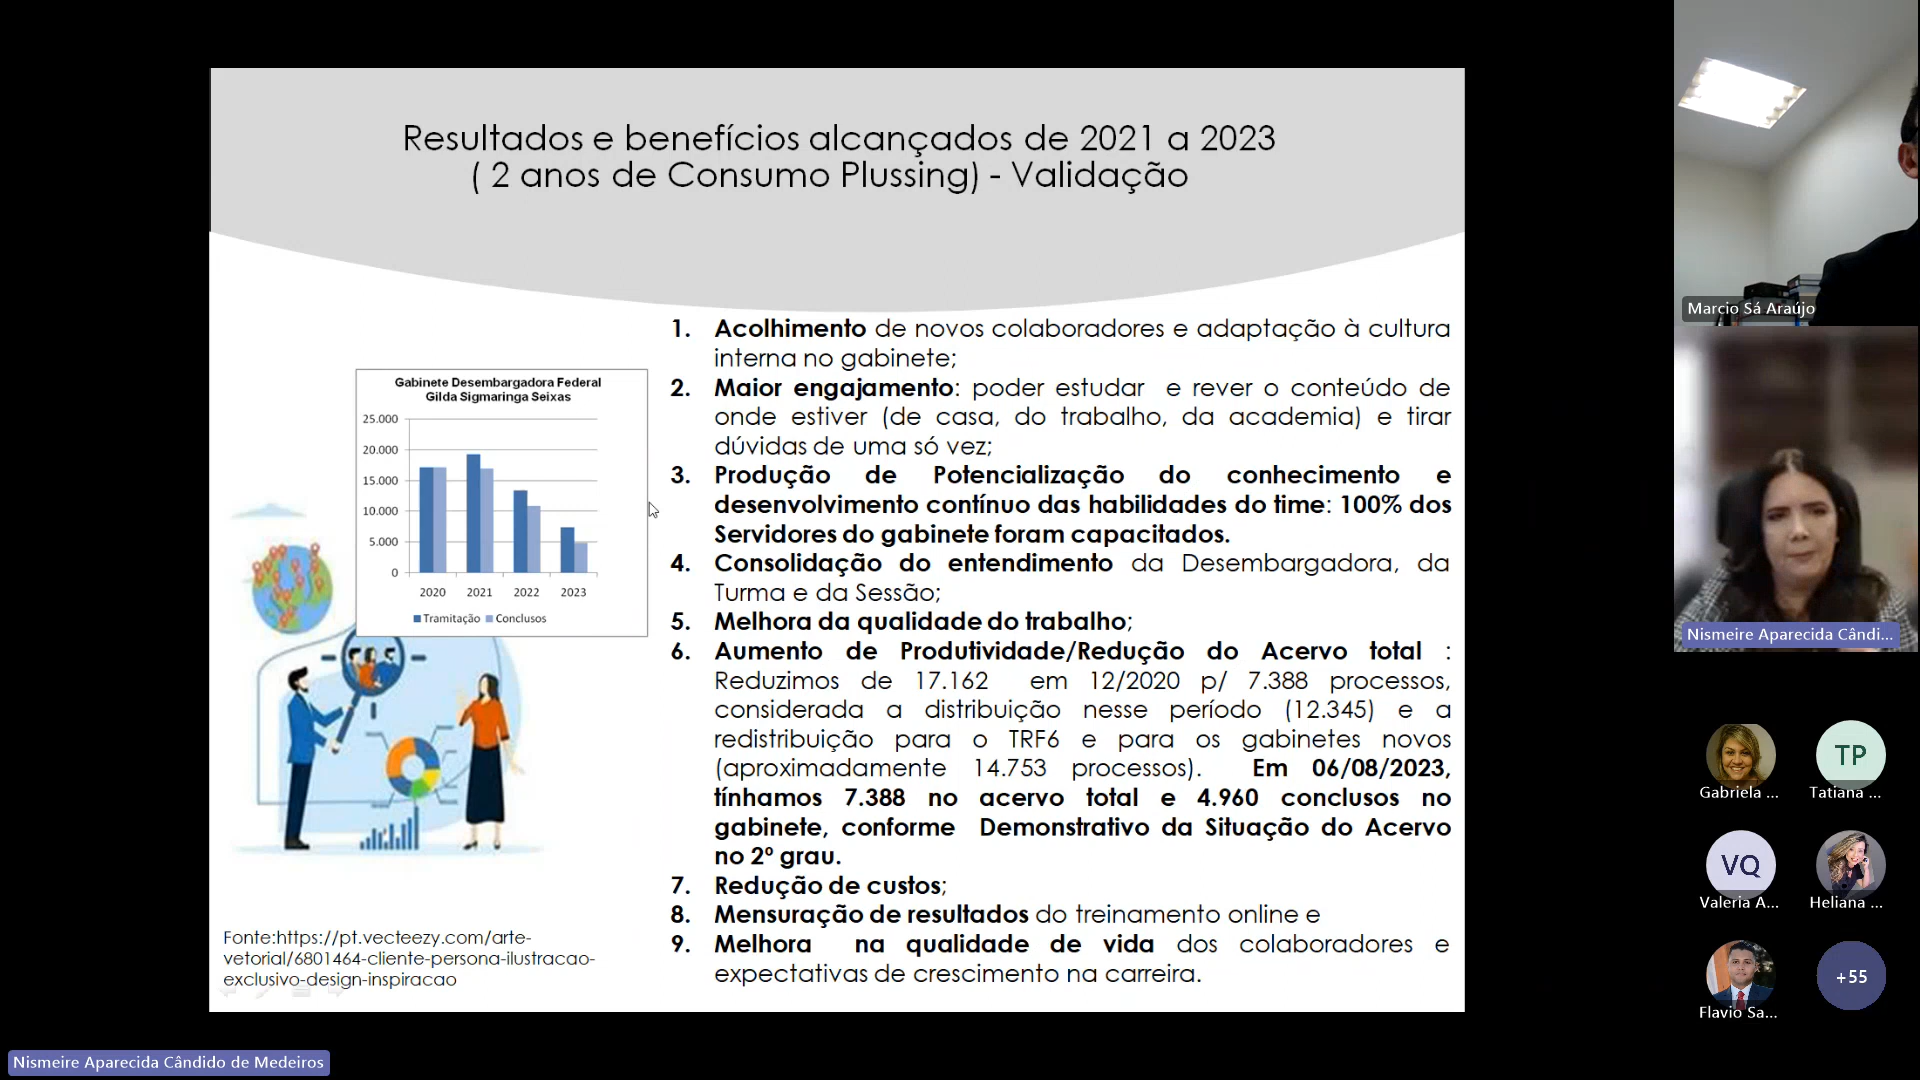 Resultados e benefícios alcançados de 2021 a 2023
( 2 anos de Consumo Plussing) - Validação
Gabinete Desembargadora Federal
Gilda Sigmaringa Seixas
25.000
20.000
15.000
10.000
5.000
0
2020 2021 2022 2023
Tramitação Conclusos
1. Acolhimento de novos colaboradores e adaptação à cultura
interna no gabinete;
2. Maior engajamento: poder estudar e rever o conteúdo de
onde estiver (de casa, do trabalho, da academia) e tirar
dúvidas de uma só vez;
3. Produção de Potencialização do conhecimento e
desenvolvimento contínuo das habilidades do time: 100% dos
Servidores do gabinete foram capacitados.
4. Consolidação do entendimento da Desembargadora, da
Turma e da Sessão;
5. Melhora da qualidade do trabalho;
6. Aumento de Produtividade/Redução do Acervo total :
Reduzimos de 17.162 em 12/2020 p/ 7.388 processos,
considerada a distribuição nesse período (12.345) e a
redistribuição para o TRF6 e para os gabinetes novos
(aproximadamente 14.753 processos). Em 06/08/2023,
tínhamos 7.388 no acervo total e 4.960 conclusos no
gabinete, conforme Demonstrativo da Situação do Acervo
no 2º grau.
7. Redução de custos;
8. Mensuração de resultados do treinamento online e
9. Melhora na qualidade de vida dos colaboradores e
expectativas de crescimento na carreira.
Fonte:https://pt.vecteezy.com/arte-
vetorial/6801464-cliente-persona-ilustracao-
exclusivo-design-inspiracao
Marcio Sá Araújo
Nismeire Aparecida Cândi...
TP
Gabriela ... Tatiana ...
VQ
Valeria A... Heliana ...
+55
Flavio Sa...
Nismeire Aparecida Cândido de Medeiros